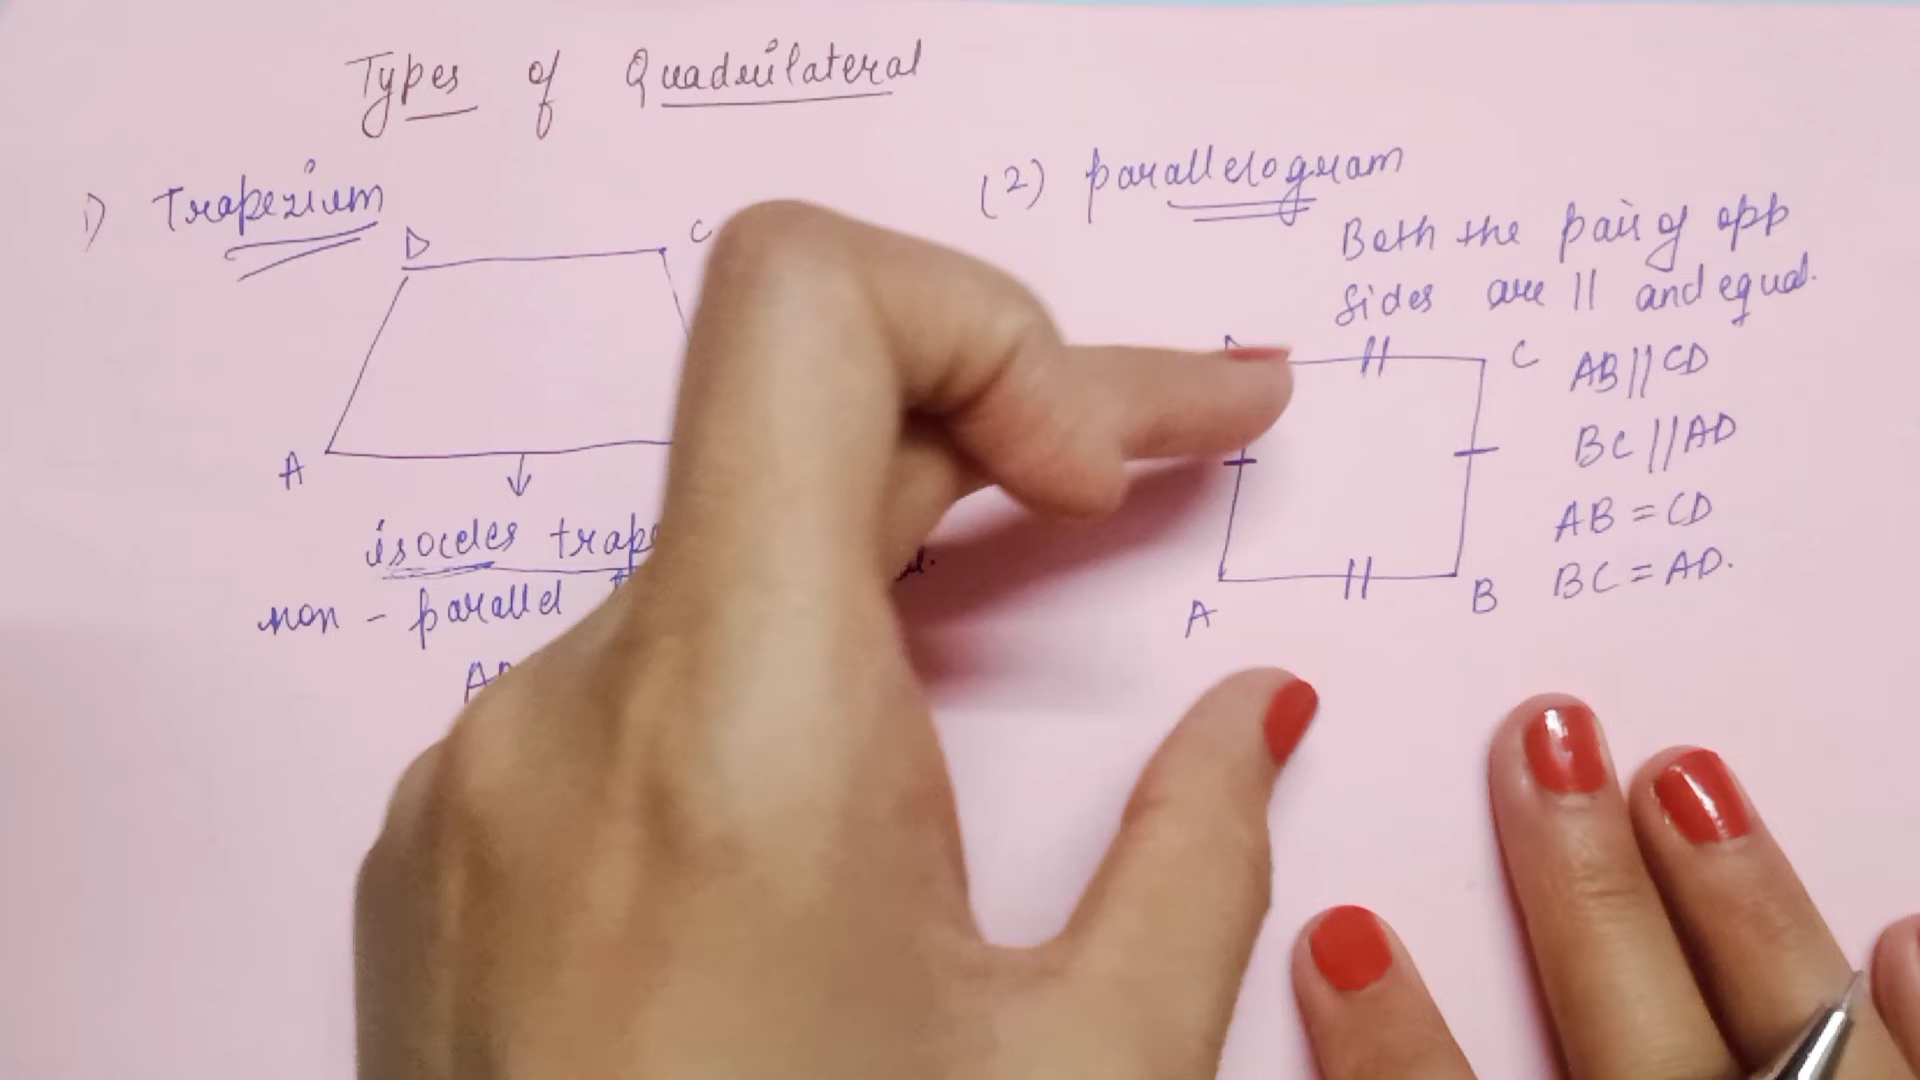 Types of Quadrilateral
1) Trapezium
D
C
A
isoceles
non - parallel
(2) parallelogram
Both the pair of opp
sides are || and equal.
C
AB||CD
BC||AD
AB = CD
BC = AD.
A
B